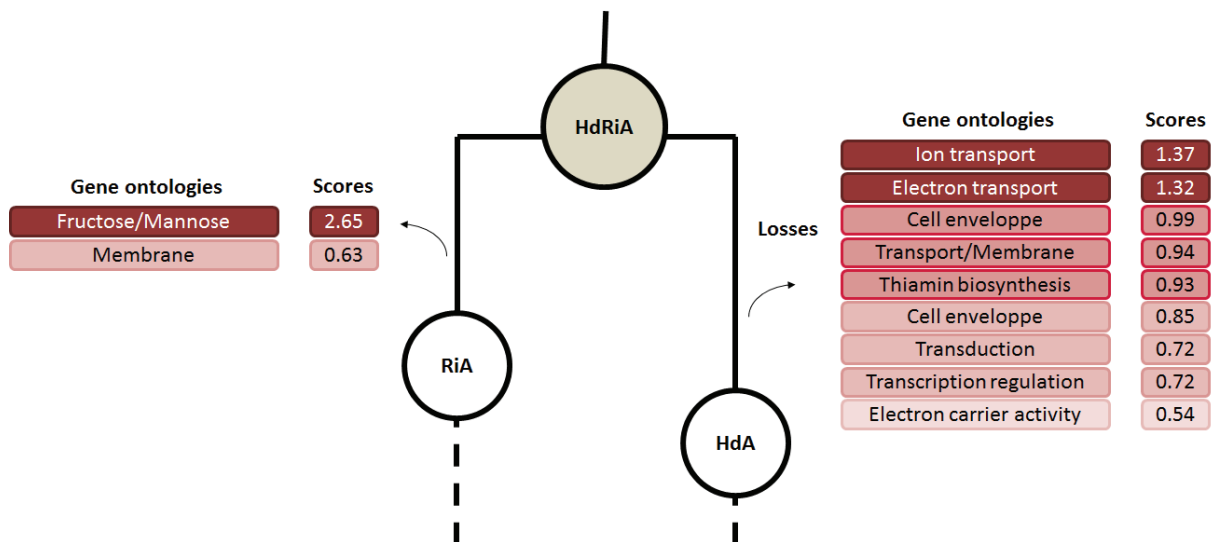 HdRiA
Gene ontologies Scores
Fructose/Mannose 2.65
Membrane 0.63
RiA
Losses
HdA
Gene ontologies Scores
Ion transport 1.37
Electron transport 1.32
Cell enveloppe 0.99
Transport/Membrane 0.94
Thiamin biosynthesis 0.93
Cell enveloppe 0.85
Transduction 0.72
Transcription regulation 0.72
Electron carrier activity 0.54